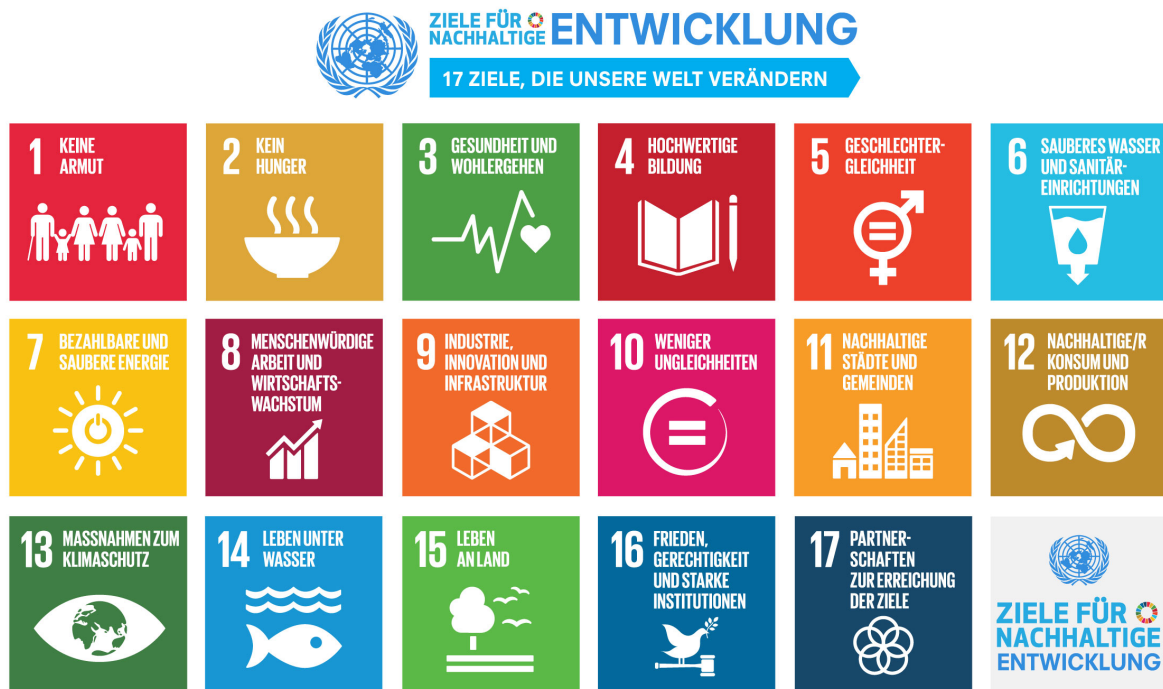 ZIELE FÜR
NACHHALTIGE ENTWICKLUNG
17 ZIELE, DIE UNSERE WELT VERÄNDERN
1 KEINE
ARMUT
2 KEIN
HUNGER
3 GESUNDHEIT UND
WOHLERGEHEN
4 HOCHWERTIGE
BILDUNG
5 GESCHLECHTER-
GLEICHHEIT
6 SAUBERES WASSER
UND SANITÄR-
EINRICHTUNGEN
7 BEZAHLBARE UND
SAUBERE ENERGIE
8 MENSCHENWÜRDIGE
ARBEIT UND
WIRTSCHAFTS-
WACHSTUM
9 INDUSTRIE,
INNOVATION UND
INFRASTRUKTUR
10 WENIGER
UNGLEICHHEITEN
11 NACHHALTIGE
STÄDTE UND
GEMEINDEN
12 NACHHALTIGE/R
KONSUM UND
PRODUKTION
13 MASSNAHMEN ZUM
KLIMASCHUTZ
14 LEBEN UNTER
WASSER
15 LEBEN
AN LAND
16 FRIEDEN,
GERECHTIGKEIT
UND STARKE
INSTITUTIONEN
17 PARTNER-
SCHAFTEN
ZUR ERREICHUNG
DER ZIELE
ZIELE FÜR
NACHHALTIGE
ENTWICKLUNG